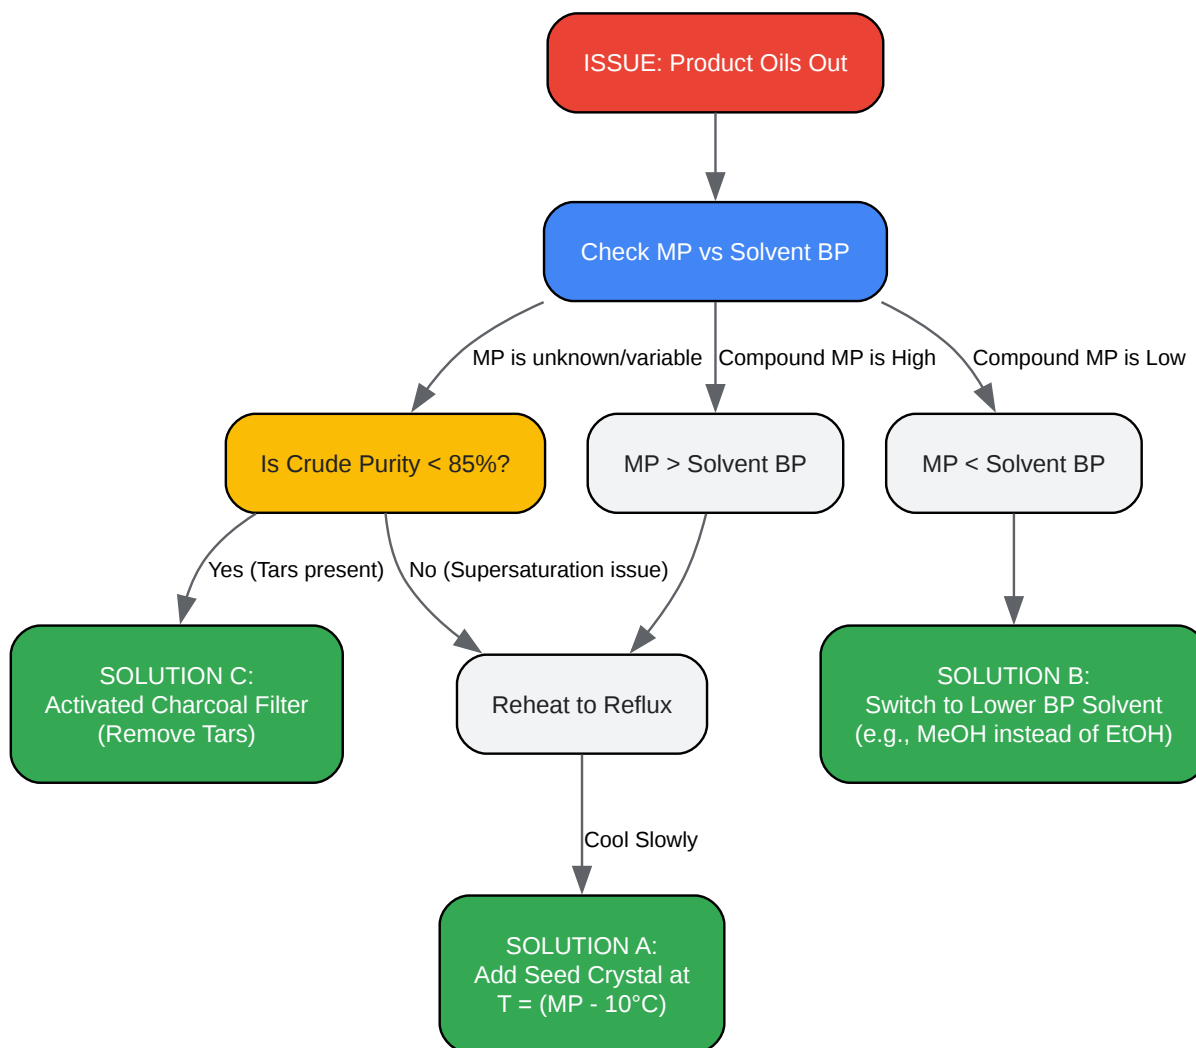 ISSUE: Product Oils Out
Check MP vs Solvent BP
MP is unknown/variable
Compound MP is High
Compound MP is Low
Is Crude Purity < 85%?
MP > Solvent BP
MP < Solvent BP
Yes (Tars present)
No (Supersaturation issue)
SOLUTION C:
Activated Charcoal Filter
(Remove Tars)
Reheat to Reflux
SOLUTION B:
Switch to Lower BP Solvent
(e.g., MeOH instead of EtOH)
Cool Slowly
SOLUTION A:
Add Seed Crystal at
T = (MP - 10°C)